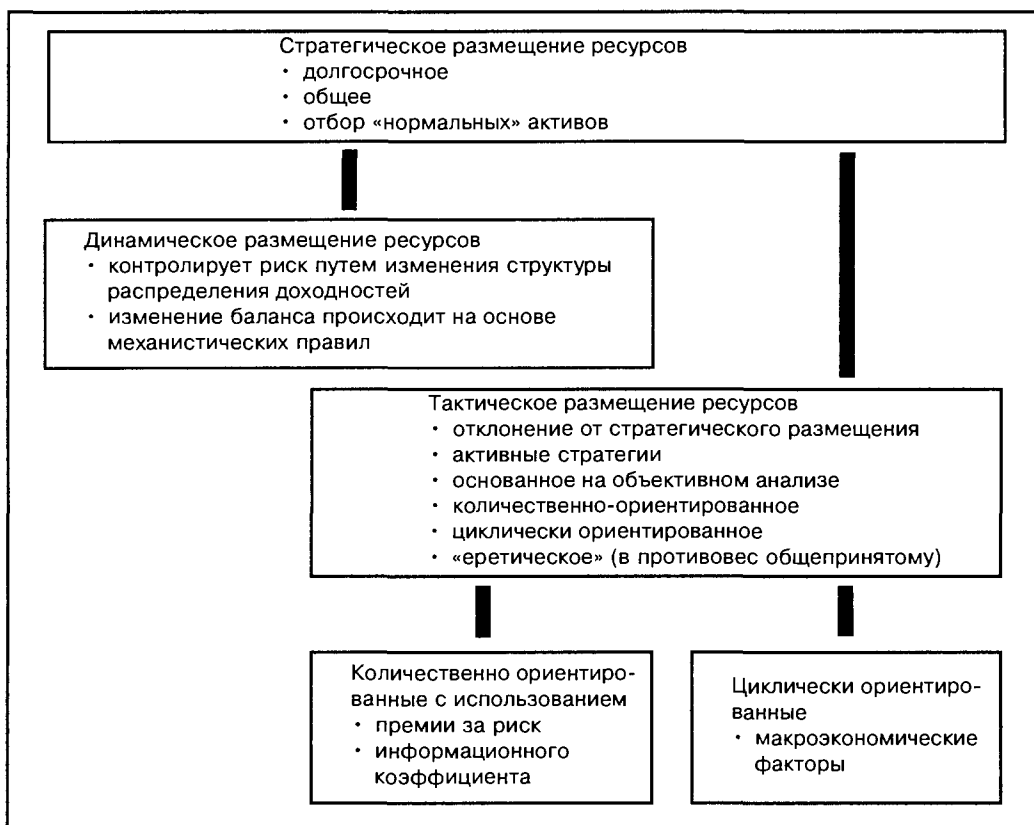 Стратегическое размещение ресурсов
· долгосрочное
· общее
· отбор «нормальных» активов
Динамическое размещение ресурсов
· контролирует риск путем изменения структуры
распределения доходностей
· изменение баланса происходит на основе
механистических правил
Тактическое размещение ресурсов
· отклонение от стратегического размещения
· активные стратегии
· основанное на объективном анализе
· количественно-ориентированное
· циклически ориентированное
· «еретическое» (в противовес общепринятому)
Количественно ориентиро-
ванные с использованием
· премии за риск
· информационного
коэффициента
Циклически ориентиро-
ванные
· макроэкономические
факторы